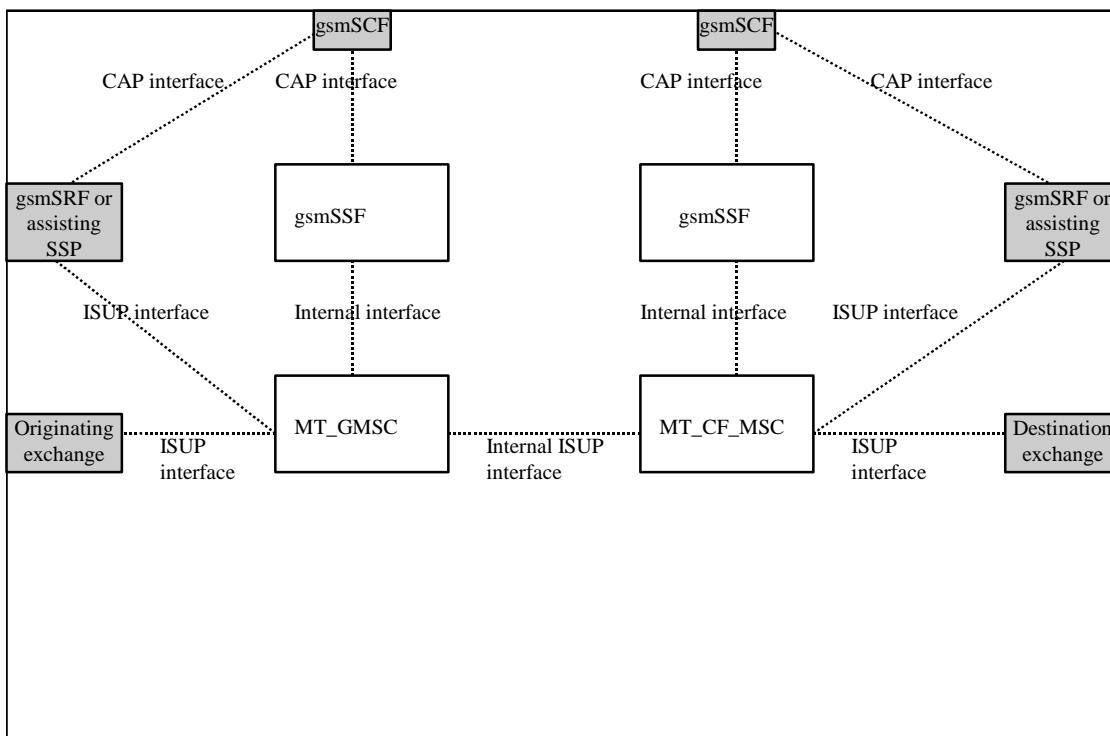 gsmSCF
gsmSCF
CAP interface
CAP interface
CAP interface
CAP interface
gsmSRF or
assisting
SSP
gsmSSF
gsmSSF
gsmSRF or
assisting
SSP
ISUP interface
Internal interface
Internal interface
ISUP interface
Originating
exchange
ISUP
interface
MT_GMSC
Internal ISUP
interface
MT_CF_MSC
ISUP
interface
Destination
exchange